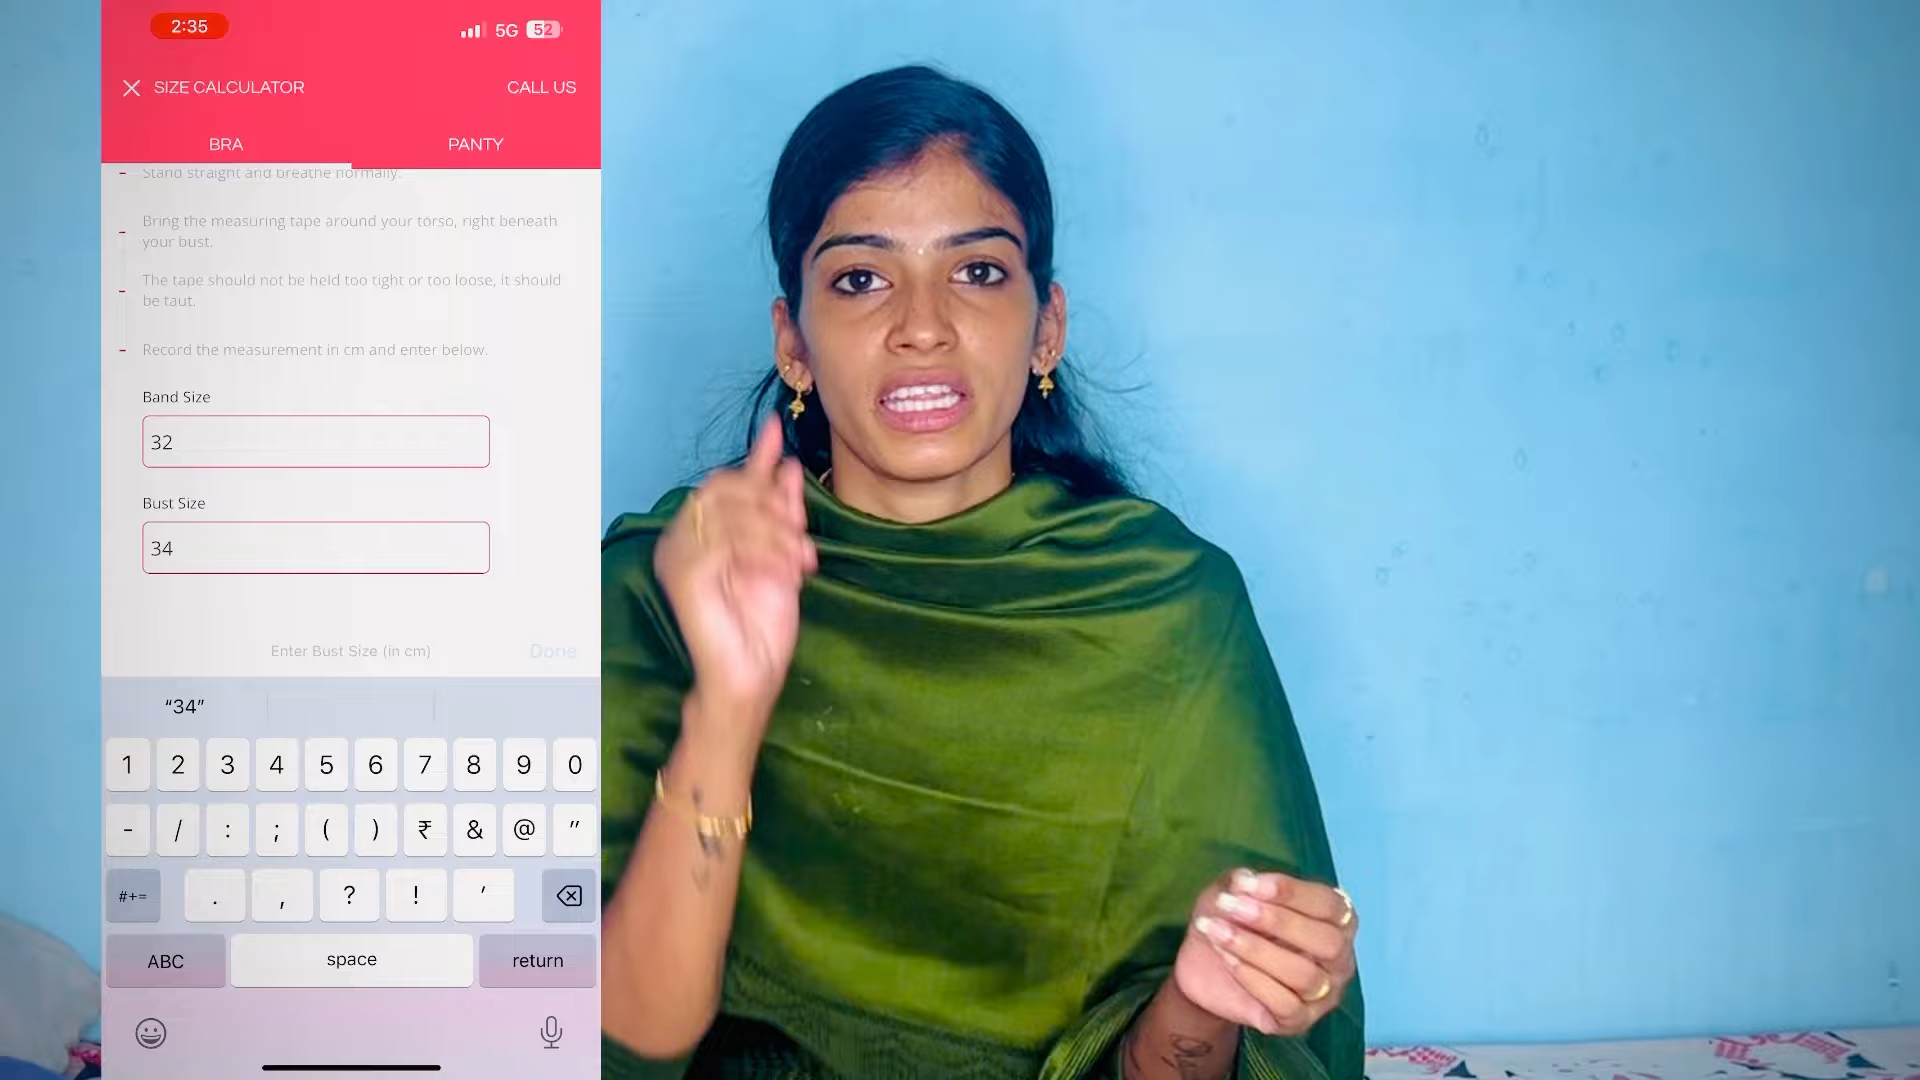 2:35
5G 52
SIZE CALCULATOR
CALL US
BRA
PANTY
Stand straight and breathe normally.
- Bring the measuring tape around your torso, right beneath
your bust.
- The tape should not be held too tight or too loose, it should
be taut.
- Record the measurement in cm and enter below.
Band Size
32
Bust Size
34
Enter Bust Size (in cm)
Done
“34”
1 2 3 4 5 6 7 8 9 0
- / : ; ( ) ₹ & @ "
#+= . , ? ! '
ABC space return